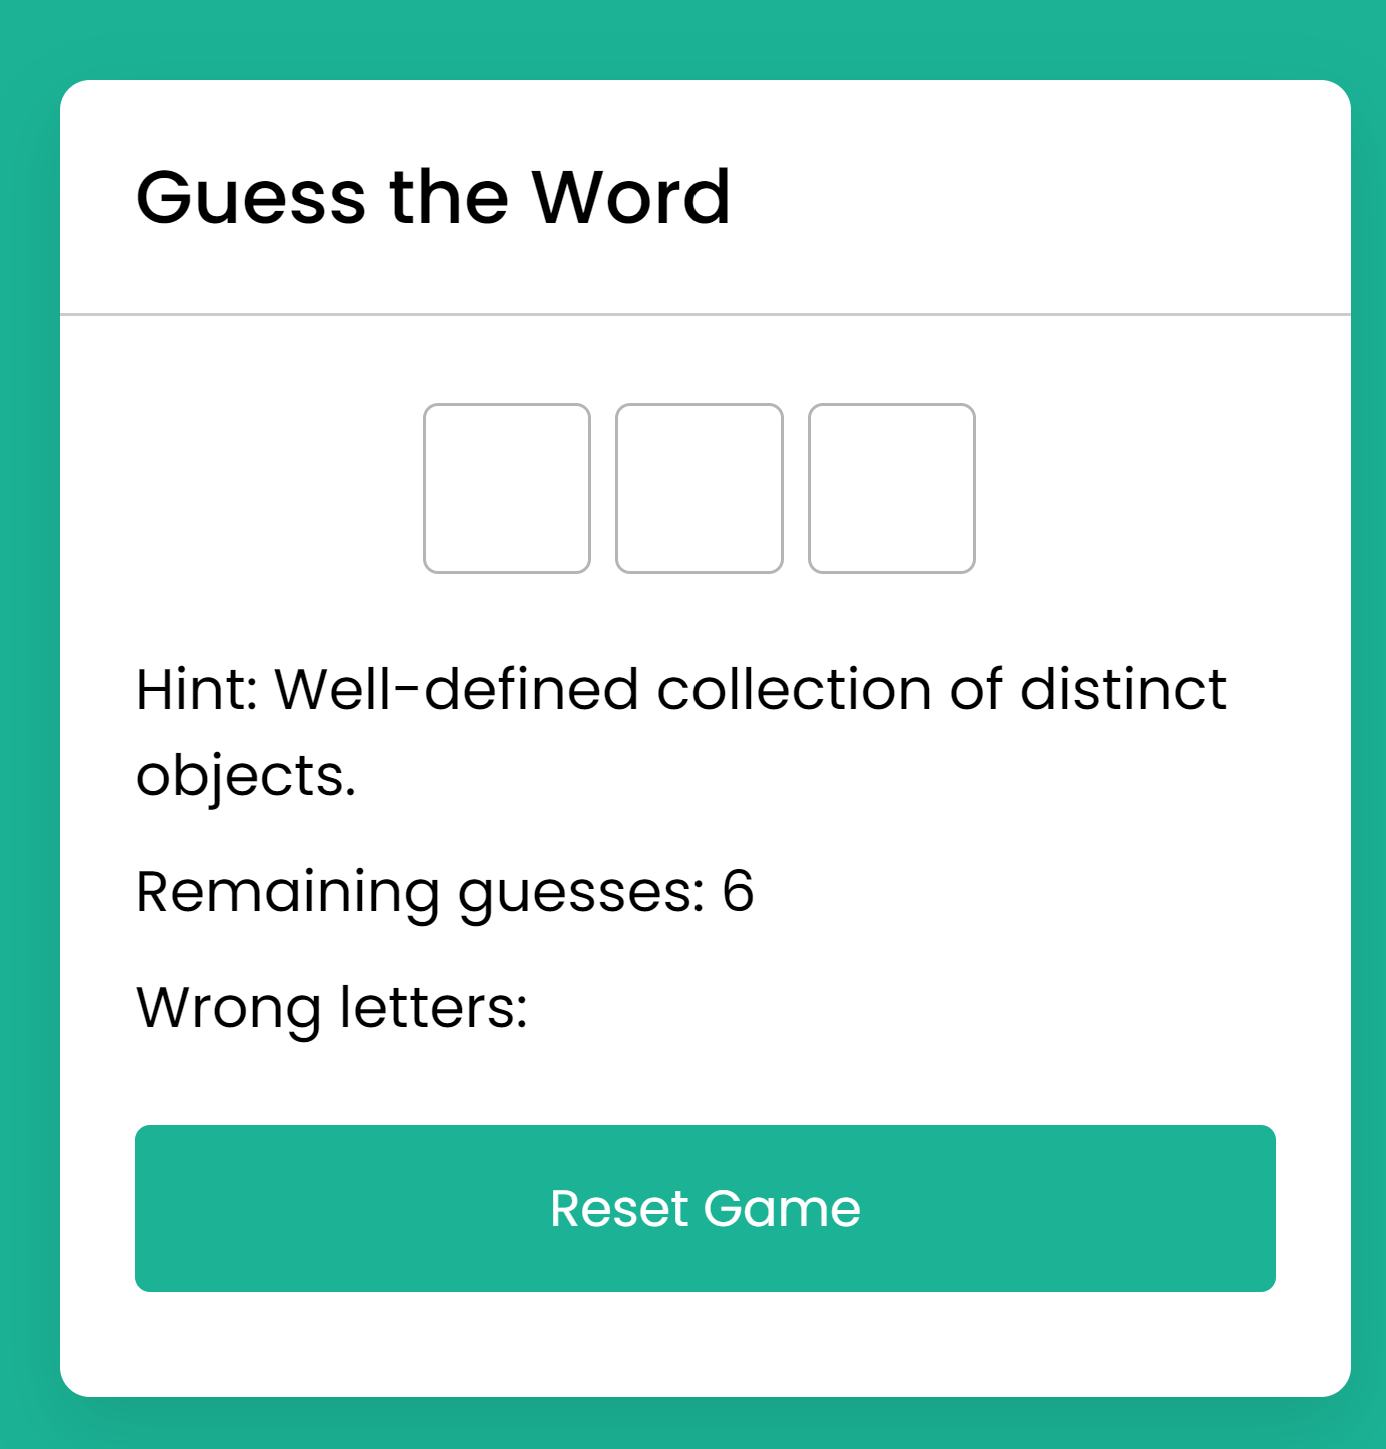 Guess the Word
Hint: Well-defined collection of distinct
objects.
Remaining guesses: 6
Wrong letters:
Reset Game